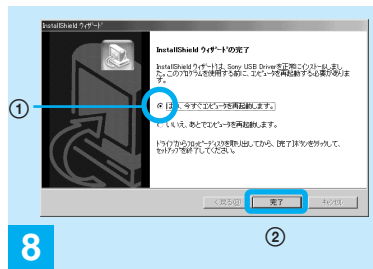 InstallShield ウィザード
InstallShield ウィザードの完了
InstallShield ウィザードは、Sony USB Driverを正常にインストールしまし
た。このプログラムを使用する前に、コンピュータを再起動する必要がありま
す。
①
はい、今すぐコンピュータを再起動します。
いいえ、あとでコンピュータを再起動します。
ドライブからフロッピーディスクを取り出してから、[完了]ボタンをクリックして、
セットアップを終了してください。
< 戻る(B)
完了
キャンセル
②
8